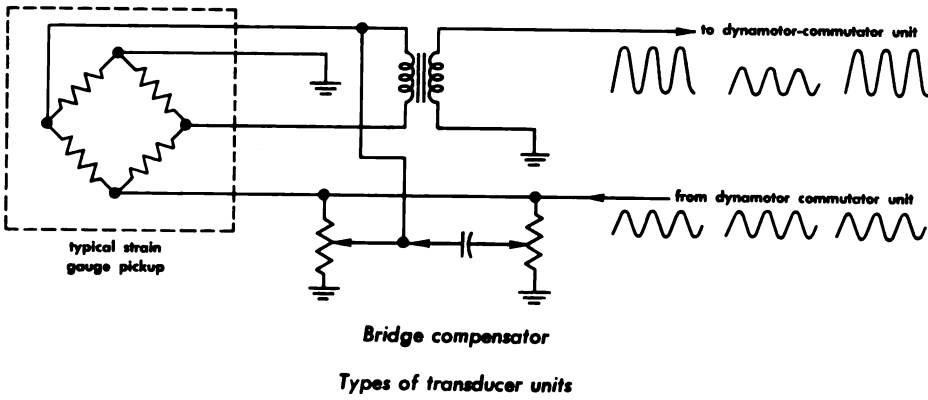 to dynamotor-commutator unit
from dynamotor commutator unit
typical strain
gauge pickup
Bridge compensator
Types of transducer units